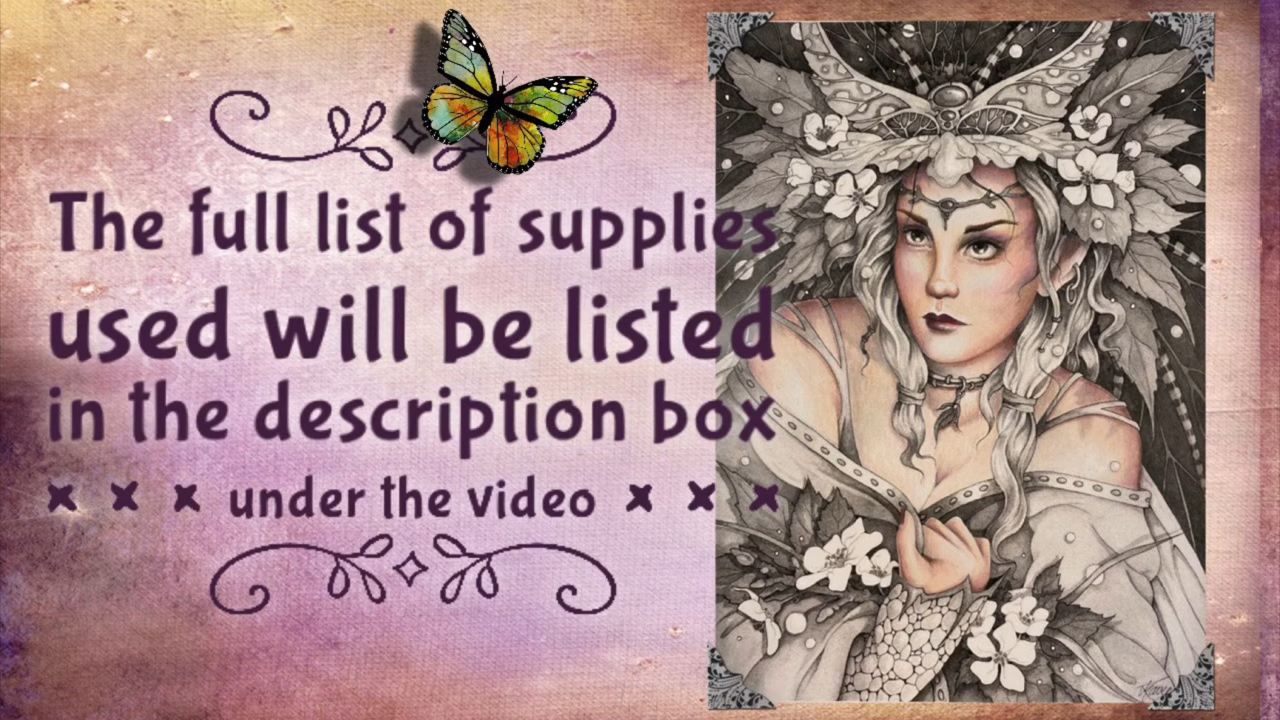 The full list of supplies
used will be listed
in the description box
x x x under the video x x x